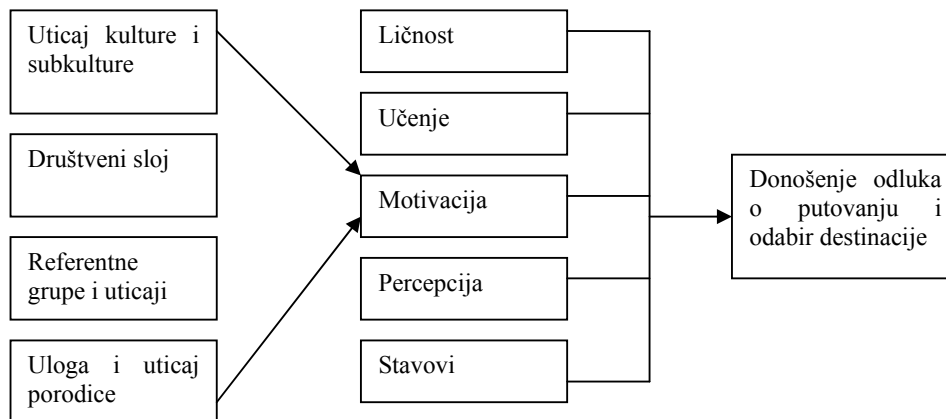 Uticaj kulture i
subkulture
Društveni sloj
Referentne
grupe i uticaji
Uloga i uticaj
porodice
Ličnost
Učenje
Motivacija
Percepcija
Stavovi
Donošenje odluka
o putovanju i
odabir destinacije